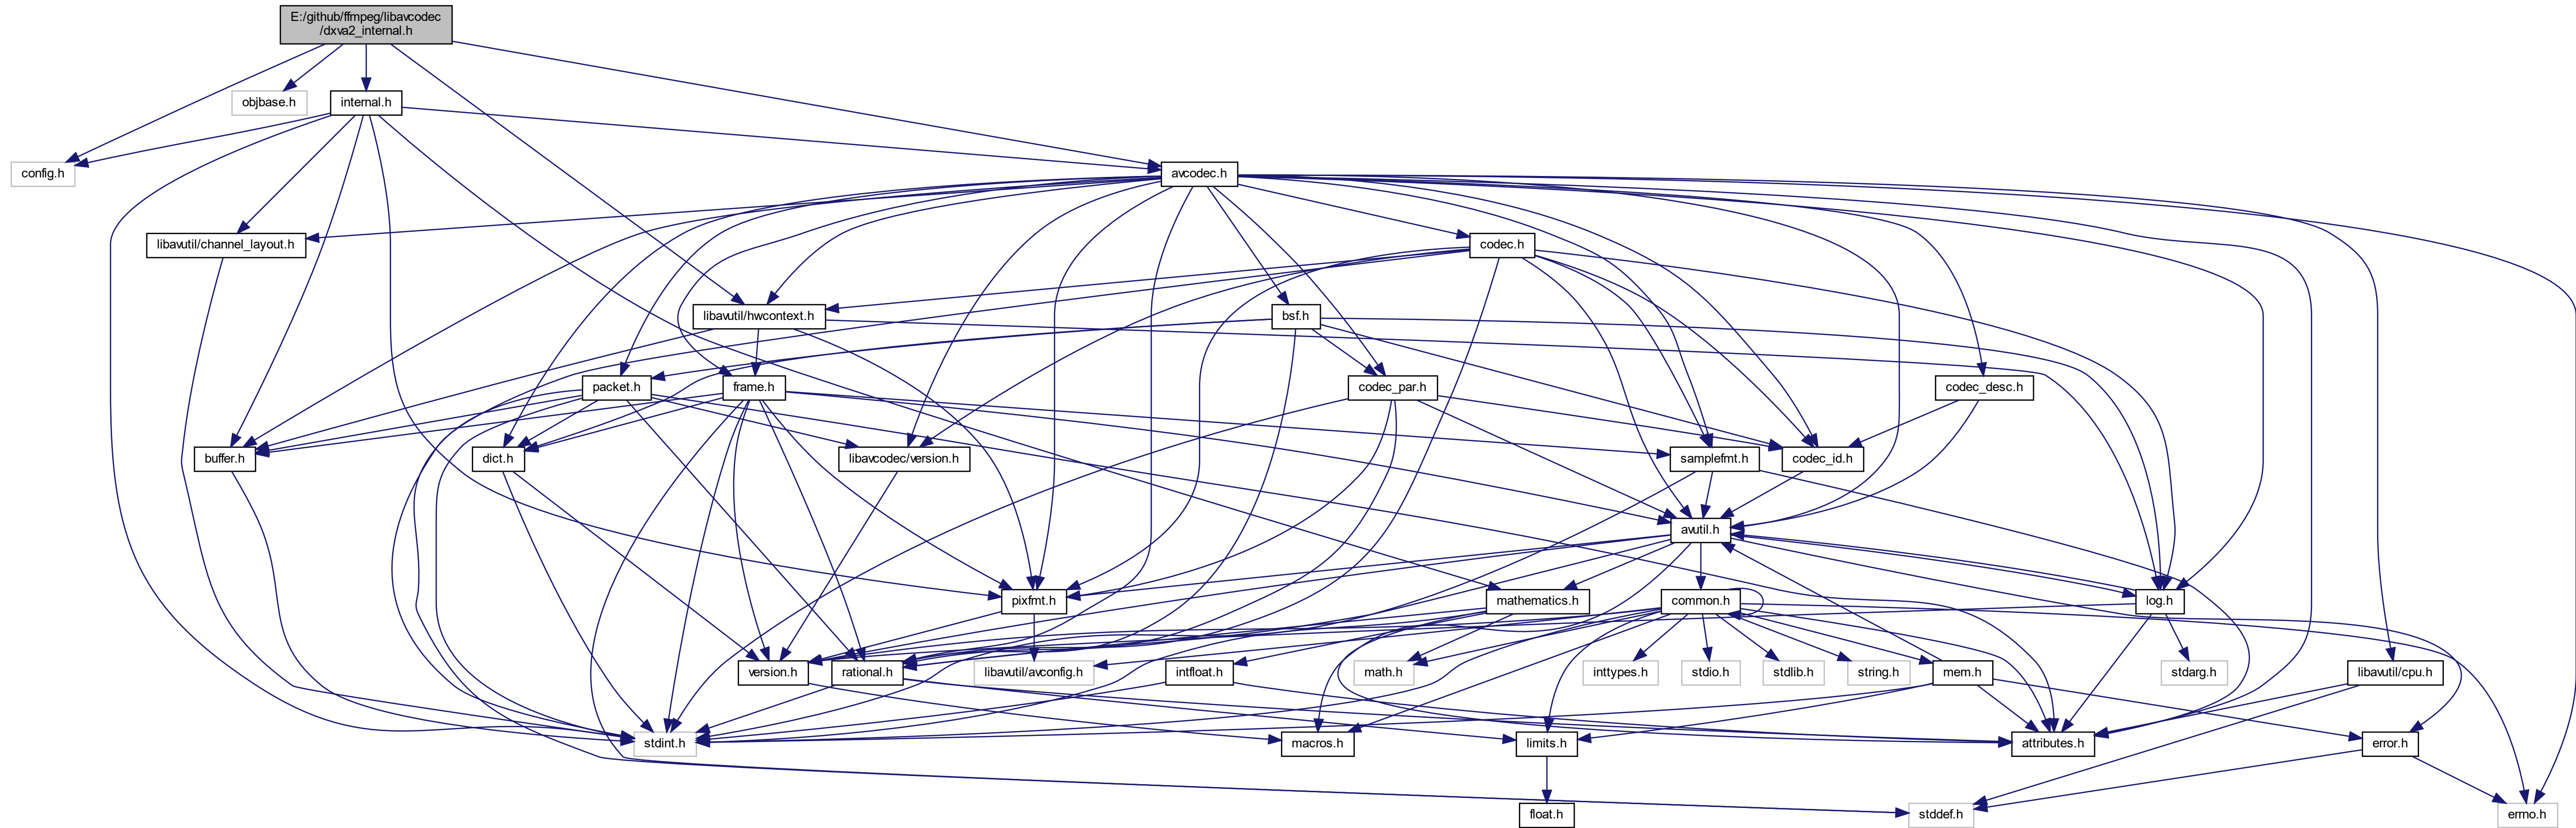 E:/github/ffmpeg/libavcodec
/dxva2_internal.h
objbase.h
internal.h
config.h
avcodec.h
libavutil/channel_layout.h
codec.h
libavutil/hwcontext.h
bsf.h
packet.h
frame.h
codec_par.h
codec_desc.h
buffer.h
dict.h
libavcodec/version.h
samplefmt.h
codec_id.h
avutil.h
pixfmt.h
mathematics.h
common.h
log.h
version.h
rational.h
libavutil/avconfig.h
intfloat.h
math.h
inttypes.h
stdio.h
stdlib.h
string.h
mem.h
stdarg.h
libavutil/cpu.h
stdint.h
macros.h
limits.h
attributes.h
error.h
float.h
stddef.h
errno.h